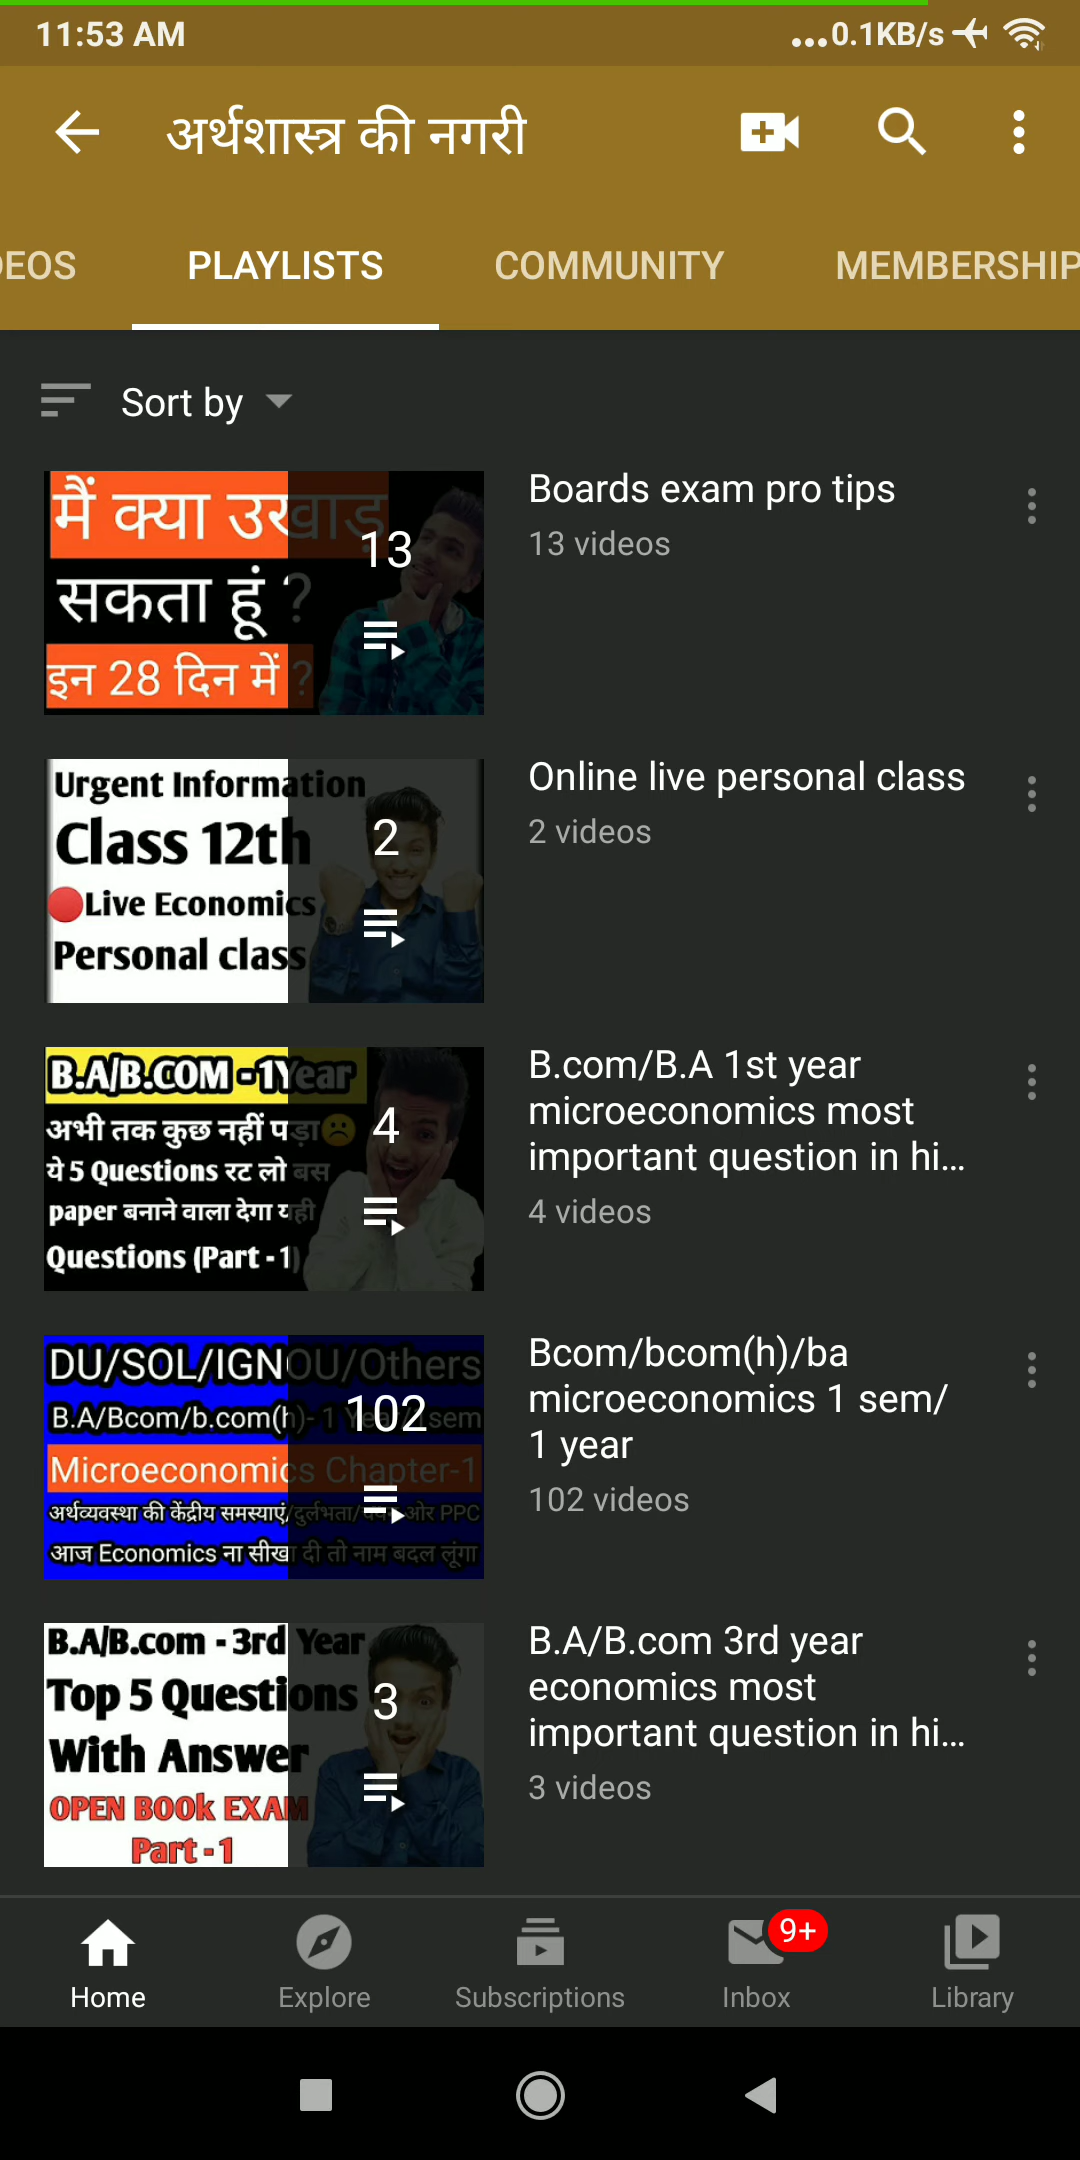 11:53 AM
...0.1KB/s
अर्थशास्त्र की नगरी
DEOS PLAYLISTS COMMUNITY MEMBERSHIP
Sort by
मैं क्या उखाड़
सकता हूं ?
इन 28 दिन में ?
13
Boards exam pro tips
13 videos
Urgent Information
Class 12th
Live Economics
Personal class
2
Online live personal class
2 videos
B.A/B.COM - 1Year
अभी तक कुछ नहीं पड़ा
ये 5 Questions रट लो बस
paper बनाने वाला देगा यही
Questions (Part - 1)
4
B.com/B.A 1st year
microeconomics most
important question in hi...
4 videos
DU/SOL/IGNOU/Others
B.A/Bcom/b.com(h)- 1 Year/1sem
Microeconomics Chapter-1
अर्थव्यवस्था की केंद्रीय समस्याएं/दुर्लभता/चयन ओर PPC
आज Economics ना सीखा दी तो नाम बदल लूंगा
102
Bcom/bcom(h)/ba
microeconomics 1 sem/
1 year
102 videos
B.A/B.com - 3rd Year
Top 5 Questions
With Answer
OPEN BOOk EXAM
Part - 1
3
B.A/B.com 3rd year
economics most
important question in hi...
3 videos
9+
Home Explore Subscriptions Inbox Library